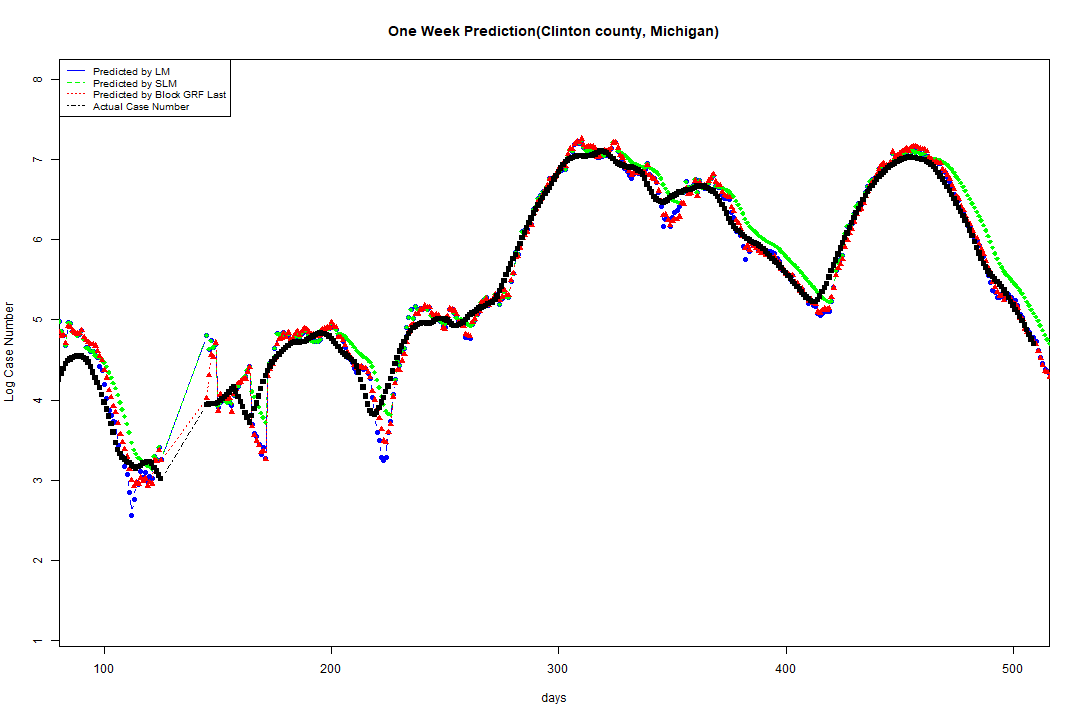 One Week Prediction(Clinton county, Michigan)
Predicted by LM
Predicted by SLM
Predicted by Block GRF Last
Actual Case Number
8
7
6
5
4
3
2
1
Log Case Number
100 200 300 400 500
days